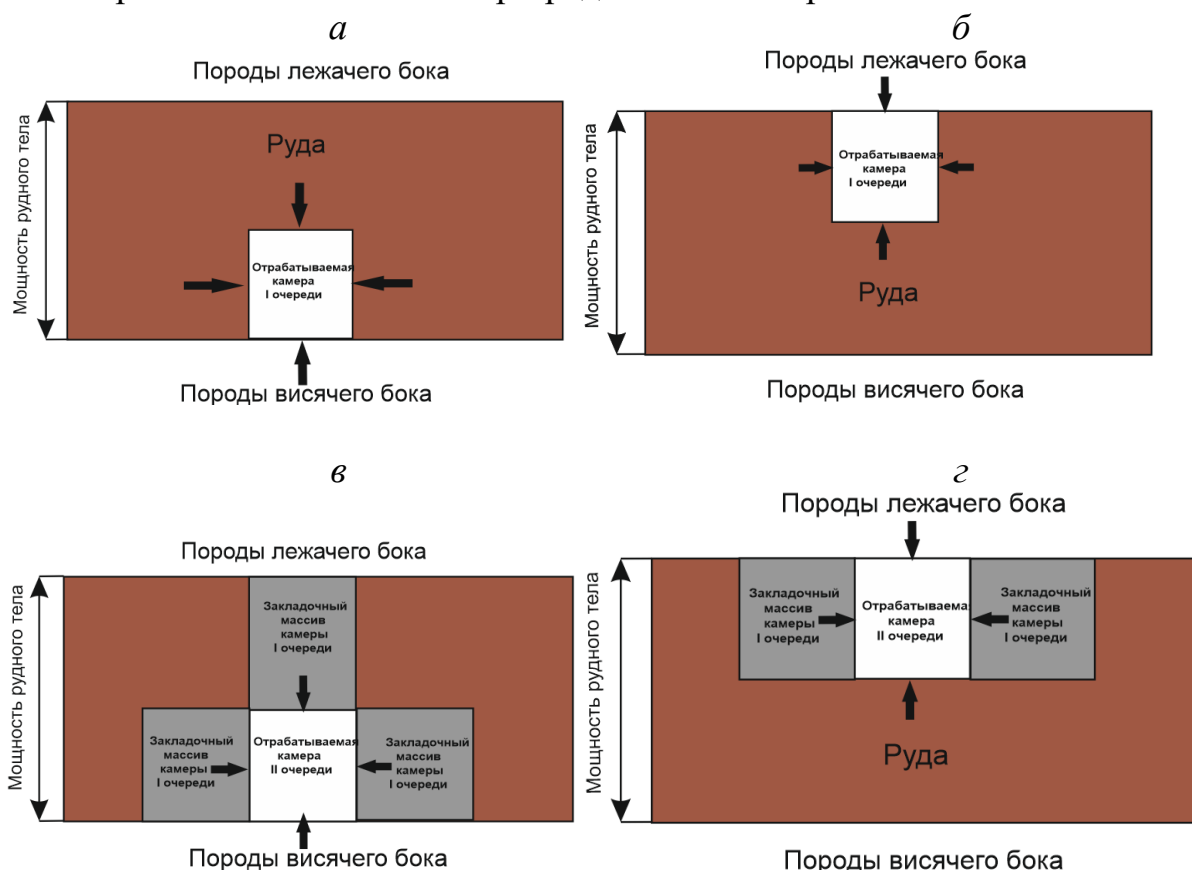 а
Породы лежачего бока
Мощность рудного тела
Руда
Отрабатываемая
камера
I очереди
Породы висячего бока
б
Породы лежачего бока
Мощность рудного тела
Отрабатываемая
камера
I очереди
Руда
Породы висячего бока
в
Породы лежачего бока
Мощность рудного тела
Закладочный
массив
камеры
I очереди
Закладочный
массив
камеры
I очереди
Отрабатываемая
камера
II очереди
Закладочный
массив
камеры
I очереди
Породы висячего бока
г
Породы лежачего бока
Мощность рудного тела
Закладочный
массив
камеры
I очереди
Отрабатываемая
камера
II очереди
Закладочный
массив
камеры
I очереди
Руда
Породы висячего бока